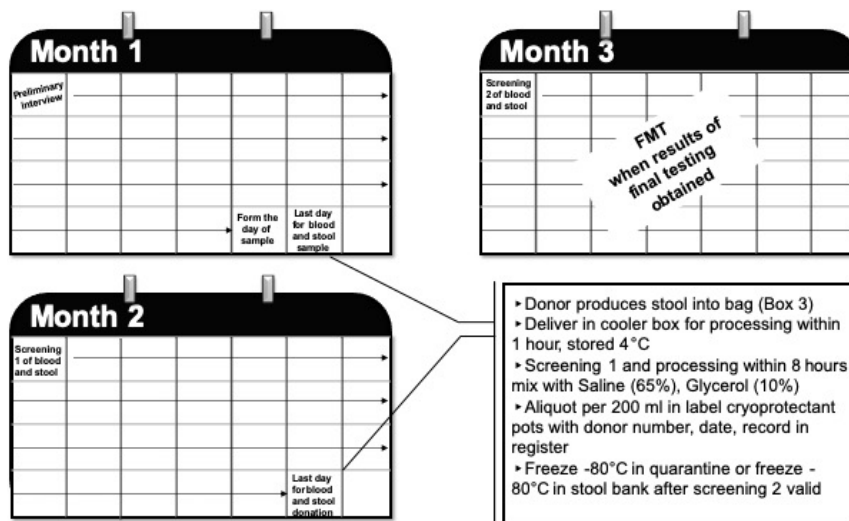 Month 1
Preliminary
interview
Form the
day of
sample
Last day
for blood
and stool
sample
Month 2
Screening
1 of blood
and stool
Last day
for blood
and stool
donation
Month 3
Screening
2 of blood
and stool
FMT
when results of
final testing
obtained
▸ Donor produces stool into bag (Box 3)
▸ Deliver in cooler box for processing within
1 hour, stored 4°C
▸ Screening 1 and processing within 8 hours
mix with Saline (65%), Glycerol (10%)
▸ Aliquot per 200 ml in label cryoprotectant
pots with donor number, date, record in
register
▸ Freeze -80°C in quarantine or freeze -
80°C in stool bank after screening 2 valid